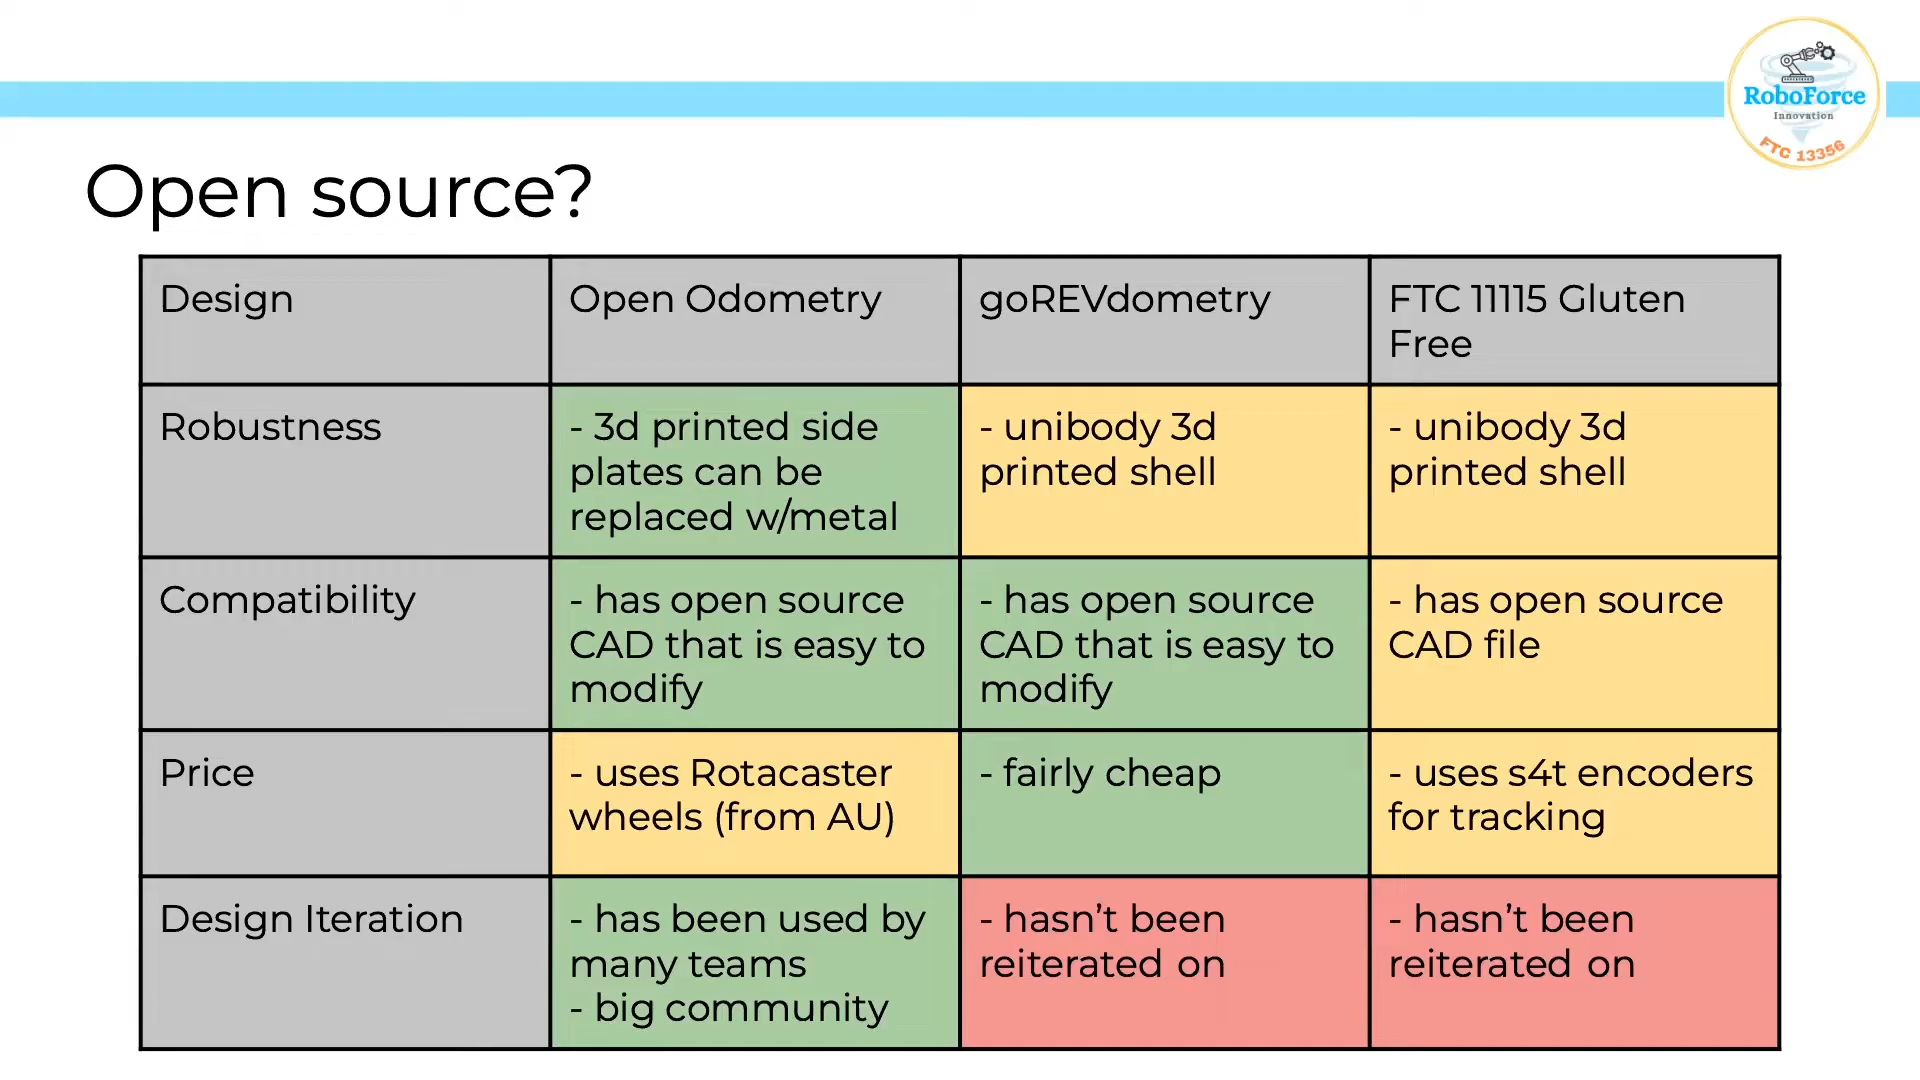 RoboForce
Innovation
FTC 13356
Open source?
Design
Open Odometry
goREVdometry
FTC 11115 Gluten
Free
Robustness
- 3d printed side
plates can be
replaced w/metal
- unibody 3d
printed shell
- unibody 3d
printed shell
Compatibility
- has open source
CAD that is easy to
modify
- has open source
CAD that is easy to
modify
- has open source
CAD file
Price
- uses Rotacaster
wheels (from AU)
- fairly cheap
- uses s4t encoders
for tracking
Design Iteration
- has been used by
many teams
- big community
- hasn’t been
reiterated on
- hasn’t been
reiterated on